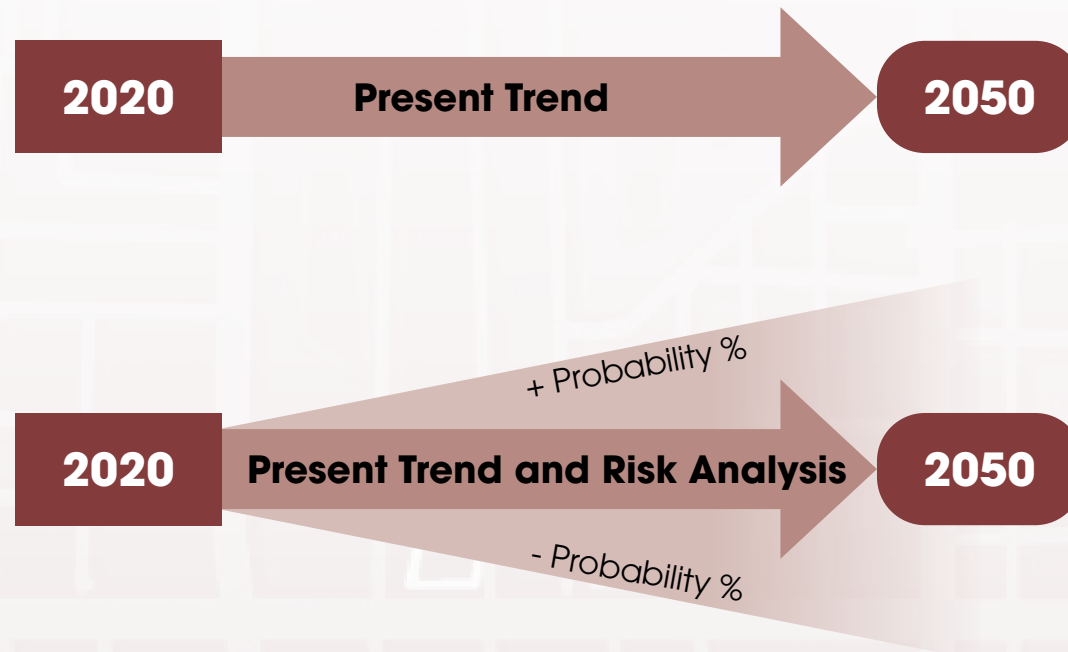 2020
Present Trend
2050
+ Probability %
2020
Present Trend and Risk Analysis
2050
- Probability %